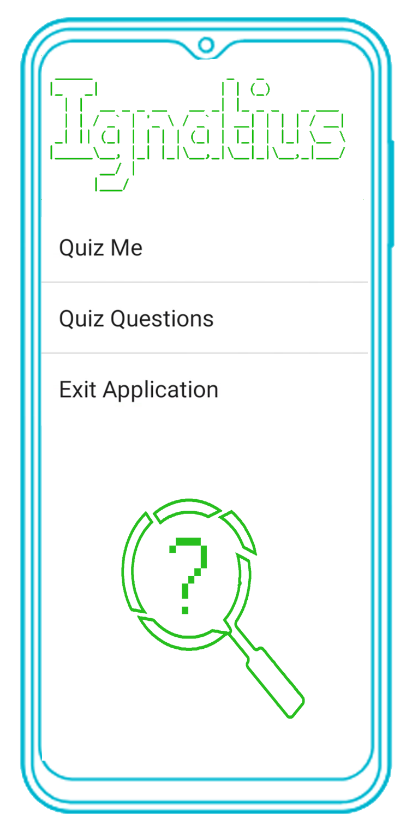 Ignatius
Quiz Me
Quiz Questions
Exit Application
?